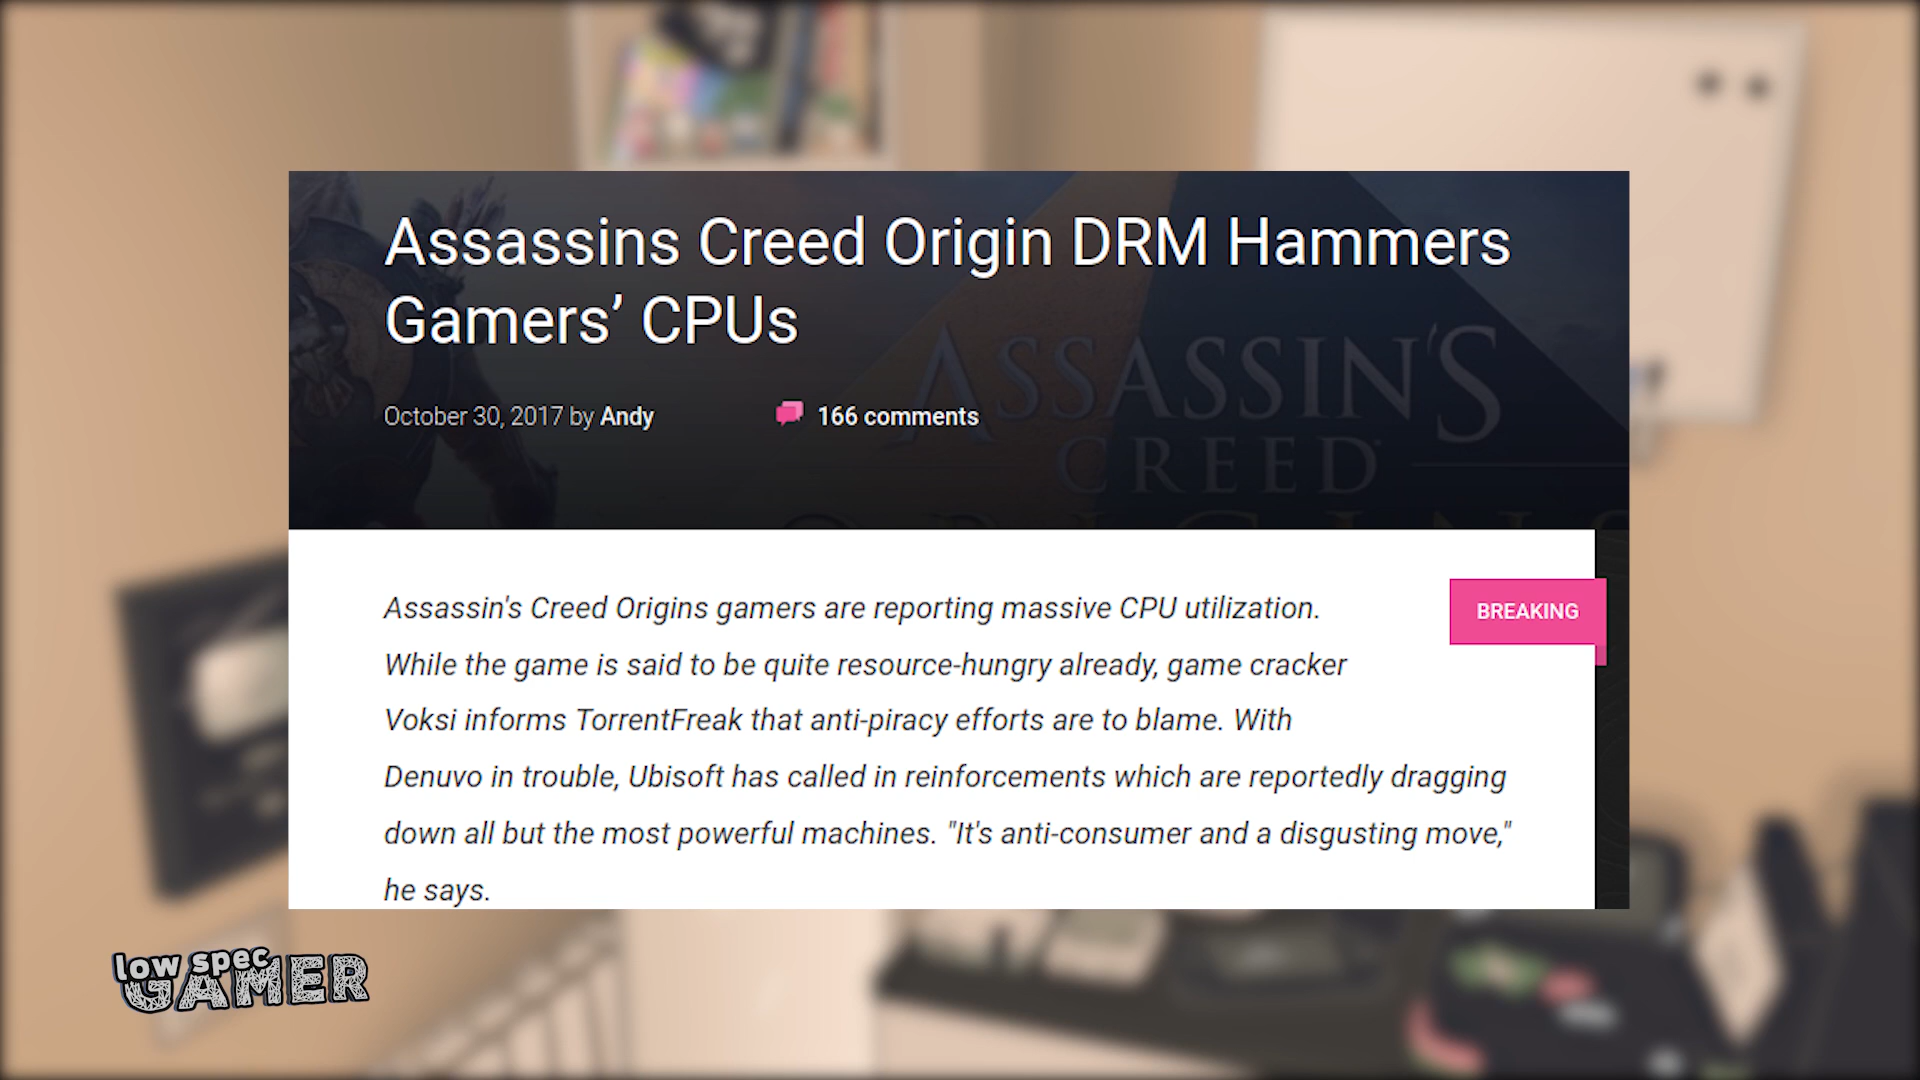 Assassins Creed Origin DRM Hammers
Gamers’ CPUs
October 30, 2017 by Andy
166 comments
ASSASSIN'S
CREED
ORIGINS
BREAKING
Assassin's Creed Origins gamers are reporting massive CPU utilization.
While the game is said to be quite resource-hungry already, game cracker
Voksi informs TorrentFreak that anti-piracy efforts are to blame. With
Denuvo in trouble, Ubisoft has called in reinforcements which are reportedly dragging
down all but the most powerful machines. "It's anti-consumer and a disgusting move,"
he says.
low spec
GAMER